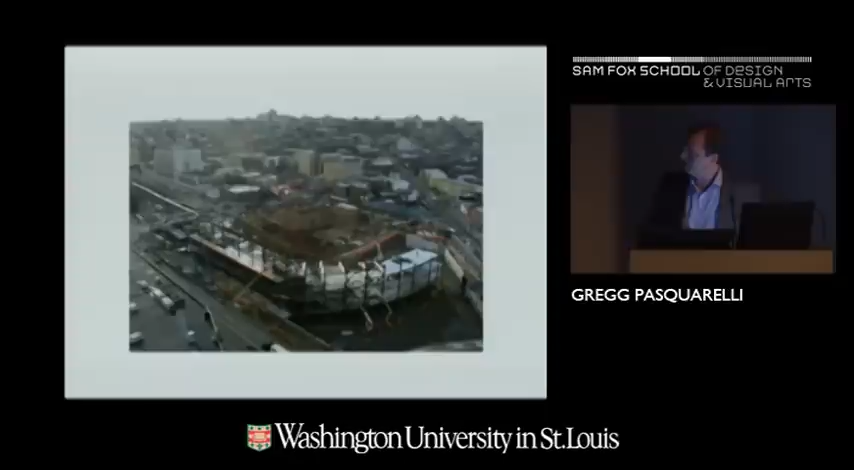 SAM FOX SCHOOL OF DESIGN
& VISUAL ARTS
GREGG PASQUARELLI
Washington University in St. Louis